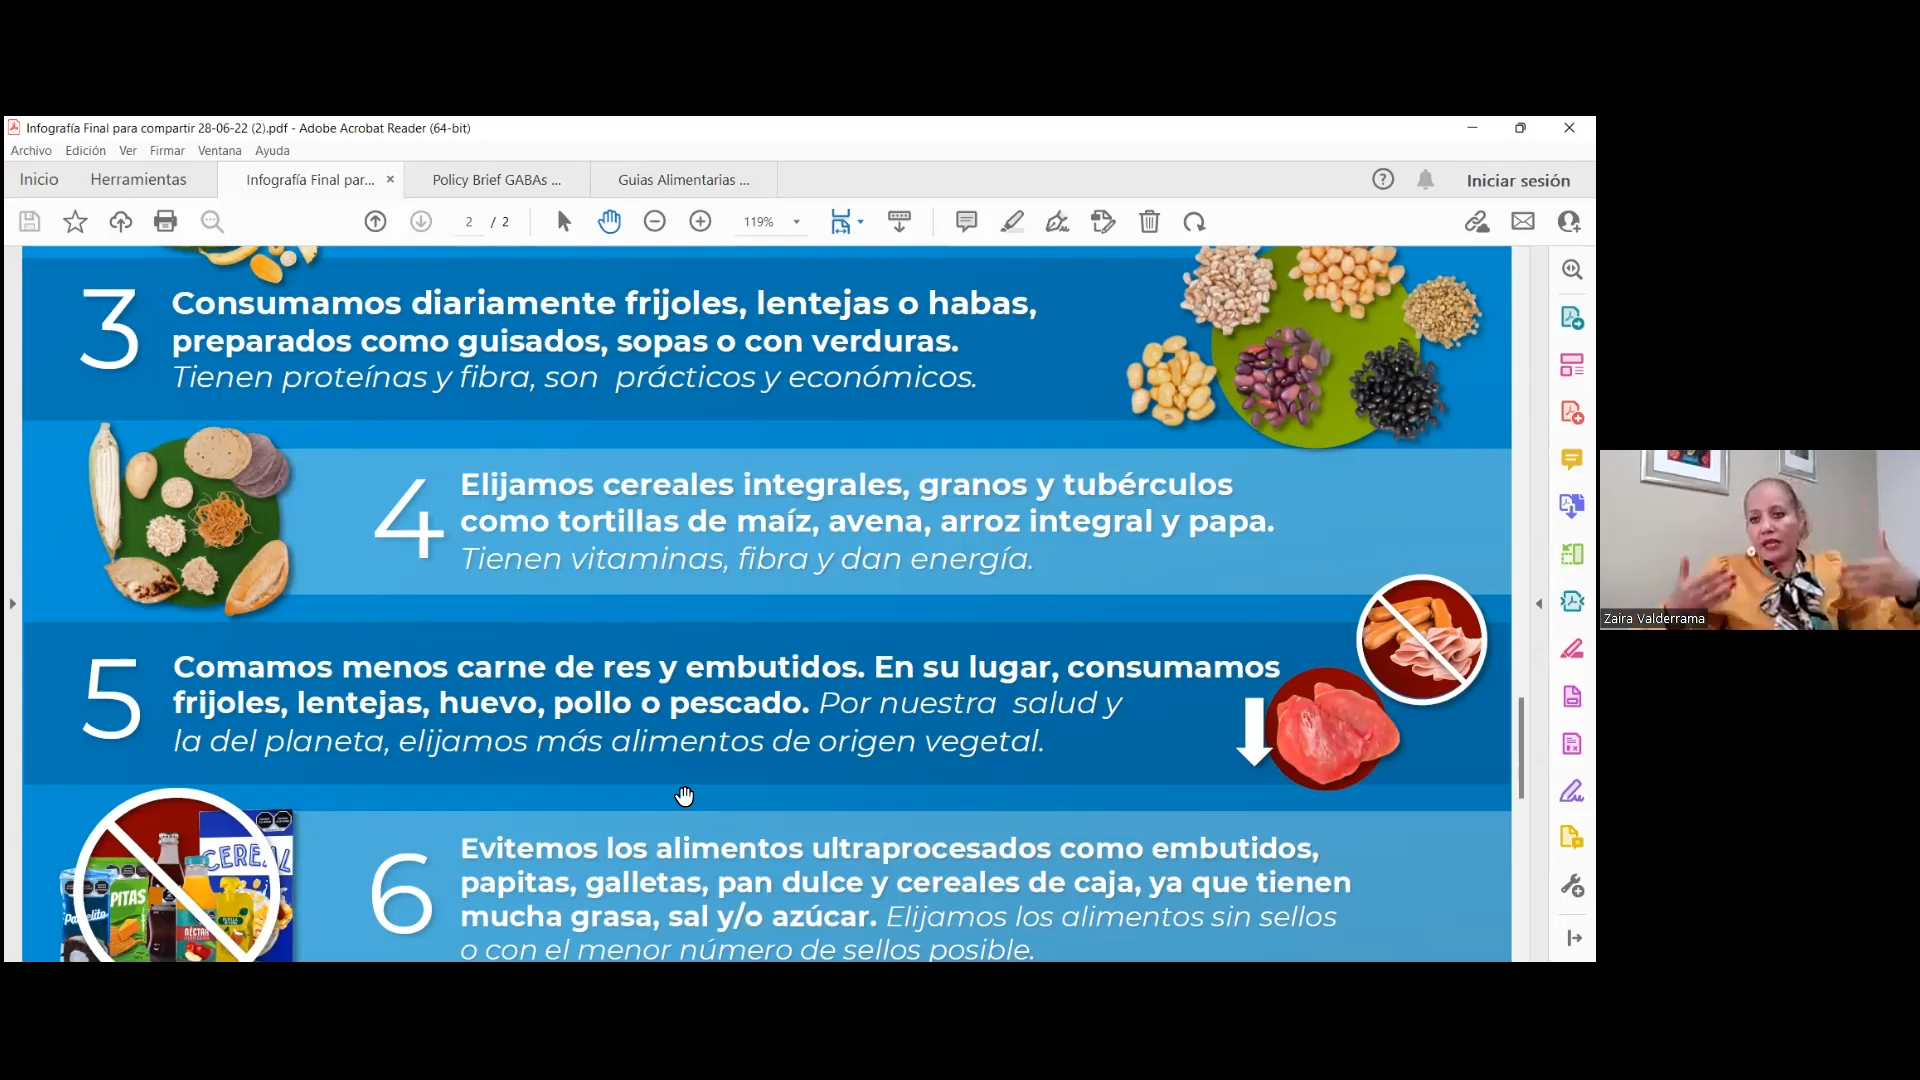 Infografía Final para compartir 28-06-22 (2).pdf - Adobe Acrobat Reader (64-bit)
Archivo Edición Ver Firmar Ventana Ayuda
Inicio Herramientas Infografía Final par... Policy Brief GABAs ... Guias Alimentarias ... Iniciar sesión
2 / 2 119%
3
Consumamos diariamente frijoles, lentejas o habas,
preparados como guisados, sopas o con verduras.
Tienen proteínas y fibra, son prácticos y económicos.
4
Elijamos cereales integrales, granos y tubérculos
como tortillas de maíz, avena, arroz integral y papa.
Tienen vitaminas, fibra y dan energía.
5
Comamos menos carne de res y embutidos. En su lugar, consumamos
frijoles, lentejas, huevo, pollo o pescado. Por nuestra salud y
la del planeta, elijamos más alimentos de origen vegetal.
6
Evitemos los alimentos ultraprocesados como embutidos,
papitas, galletas, pan dulce y cereales de caja, ya que tienen
mucha grasa, sal y/o azúcar. Elijamos los alimentos sin sellos
o con el menor número de sellos posible.
CEREAL
PITAS
NÉCTAR
Zaira Valderrama